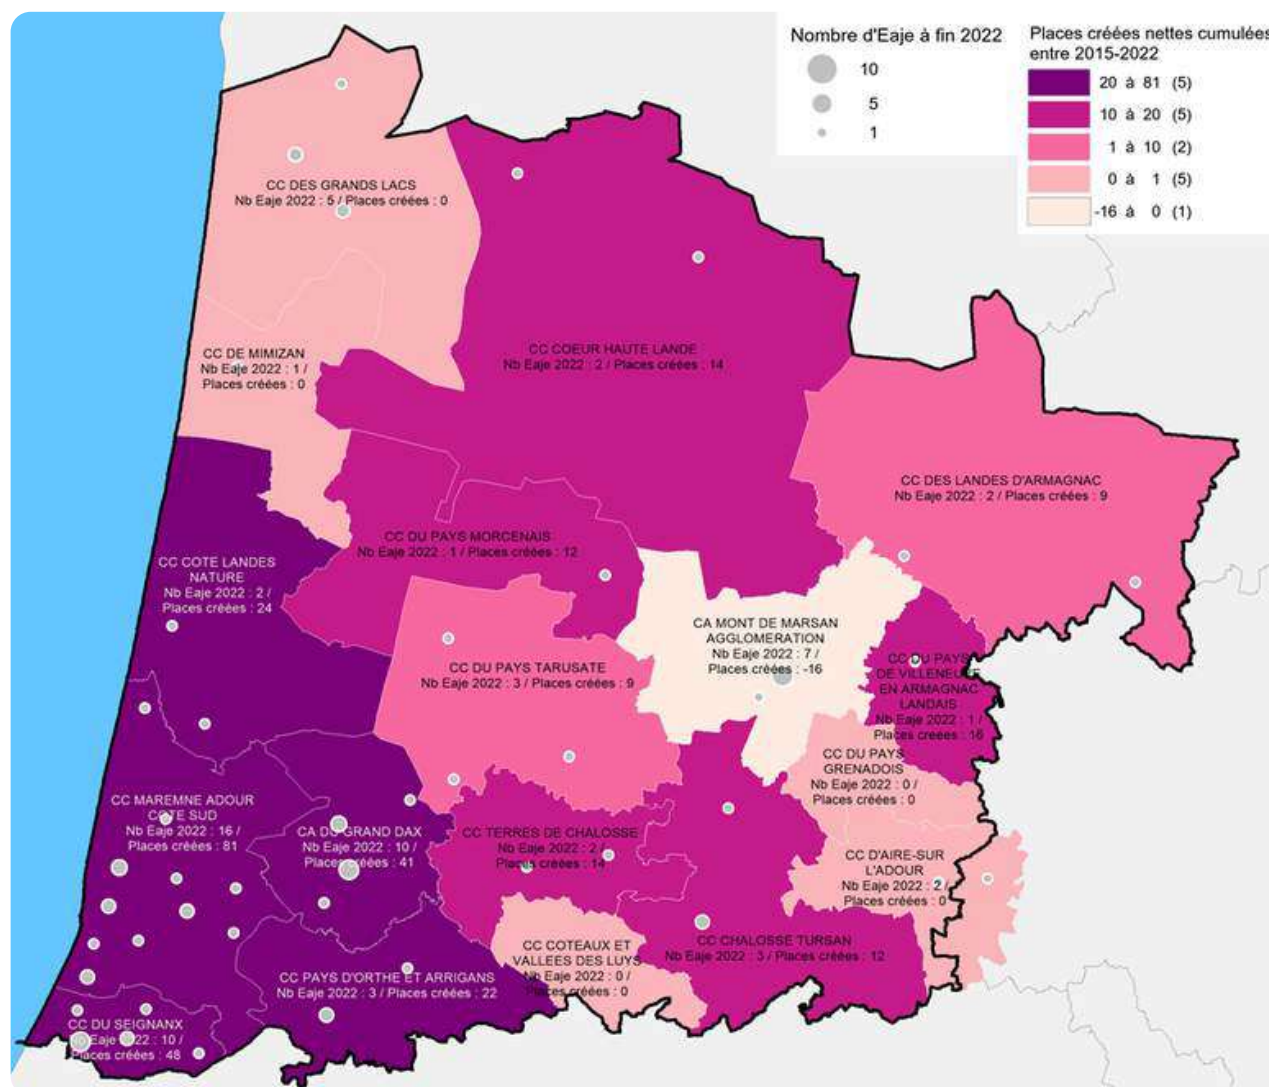 Nombre d'Eaje à fin 2022
10
5
1
Places créées nettes cumulées
entre 2015-2022
20 à 81 (5)
10 à 20 (5)
1 à 10 (2)
0 à 1 (5)
-16 à 0 (1)
CC DES GRANDS LACS
Nb Eaje 2022 : 5 / Places créées : 0
CC DE MIMIZAN
Nb Eaje 2022 : 1 /
Places créées : 0
CC COEUR HAUTE LANDE
Nb Eaje 2022 : 2 / Places créées : 14
CC DES LANDES D'ARMAGNAC
Nb Eaje 2022 : 2 / Places créées : 9
CC DU PAYS MORCENAIS
Nb Eaje 2022 : 1 / Places créées : 12
CC COTE LANDES
NATURE
Nb Eaje 2022 : 2 /
Places créées : 24
CA MONT DE MARSAN
AGGLOMERATION
Nb Eaje 2022 : 7 /
Places créées : -16
CC DU PAYS TARUSATE
Nb Eaje 2022 : 3 / Places créées : 9
CC DU PAYS
DE VILLENEUVE
EN ARMAGNAC
LANDAIS
Nb Eaje 2022 : 1 /
Places créées : 16
CC DU PAYS
GRENADOIS
Nb Eaje 2022 : 0 /
Places créées : 0
CC MAREMNE ADOUR
COTE SUD
Nb Eaje 2022 : 16 /
Places créées : 81
CA DU GRAND DAX
Nb Eaje 2022 : 10 /
Places créées : 41
CC TERRES DE CHALOSSE
Nb Eaje 2022 : 2 /
Places créées : 14
CC D'AIRE-SUR
L'ADOUR
Nb Eaje 2022 : 2 /
Places créées : 0
CC CHALOSSE TURSAN
Nb Eaje 2022 : 3 / Places créées : 12
CC COTEAUX ET
VALLEES DES LUYS
Nb Eaje 2022 : 0 /
Places créées : 0
CC PAYS D'ORTHE ET ARRIGANS
Nb Eaje 2022 : 3 / Places créées : 22
CC DU SEIGNANX
Eaje 2022 : 10 /
Places créées : 48